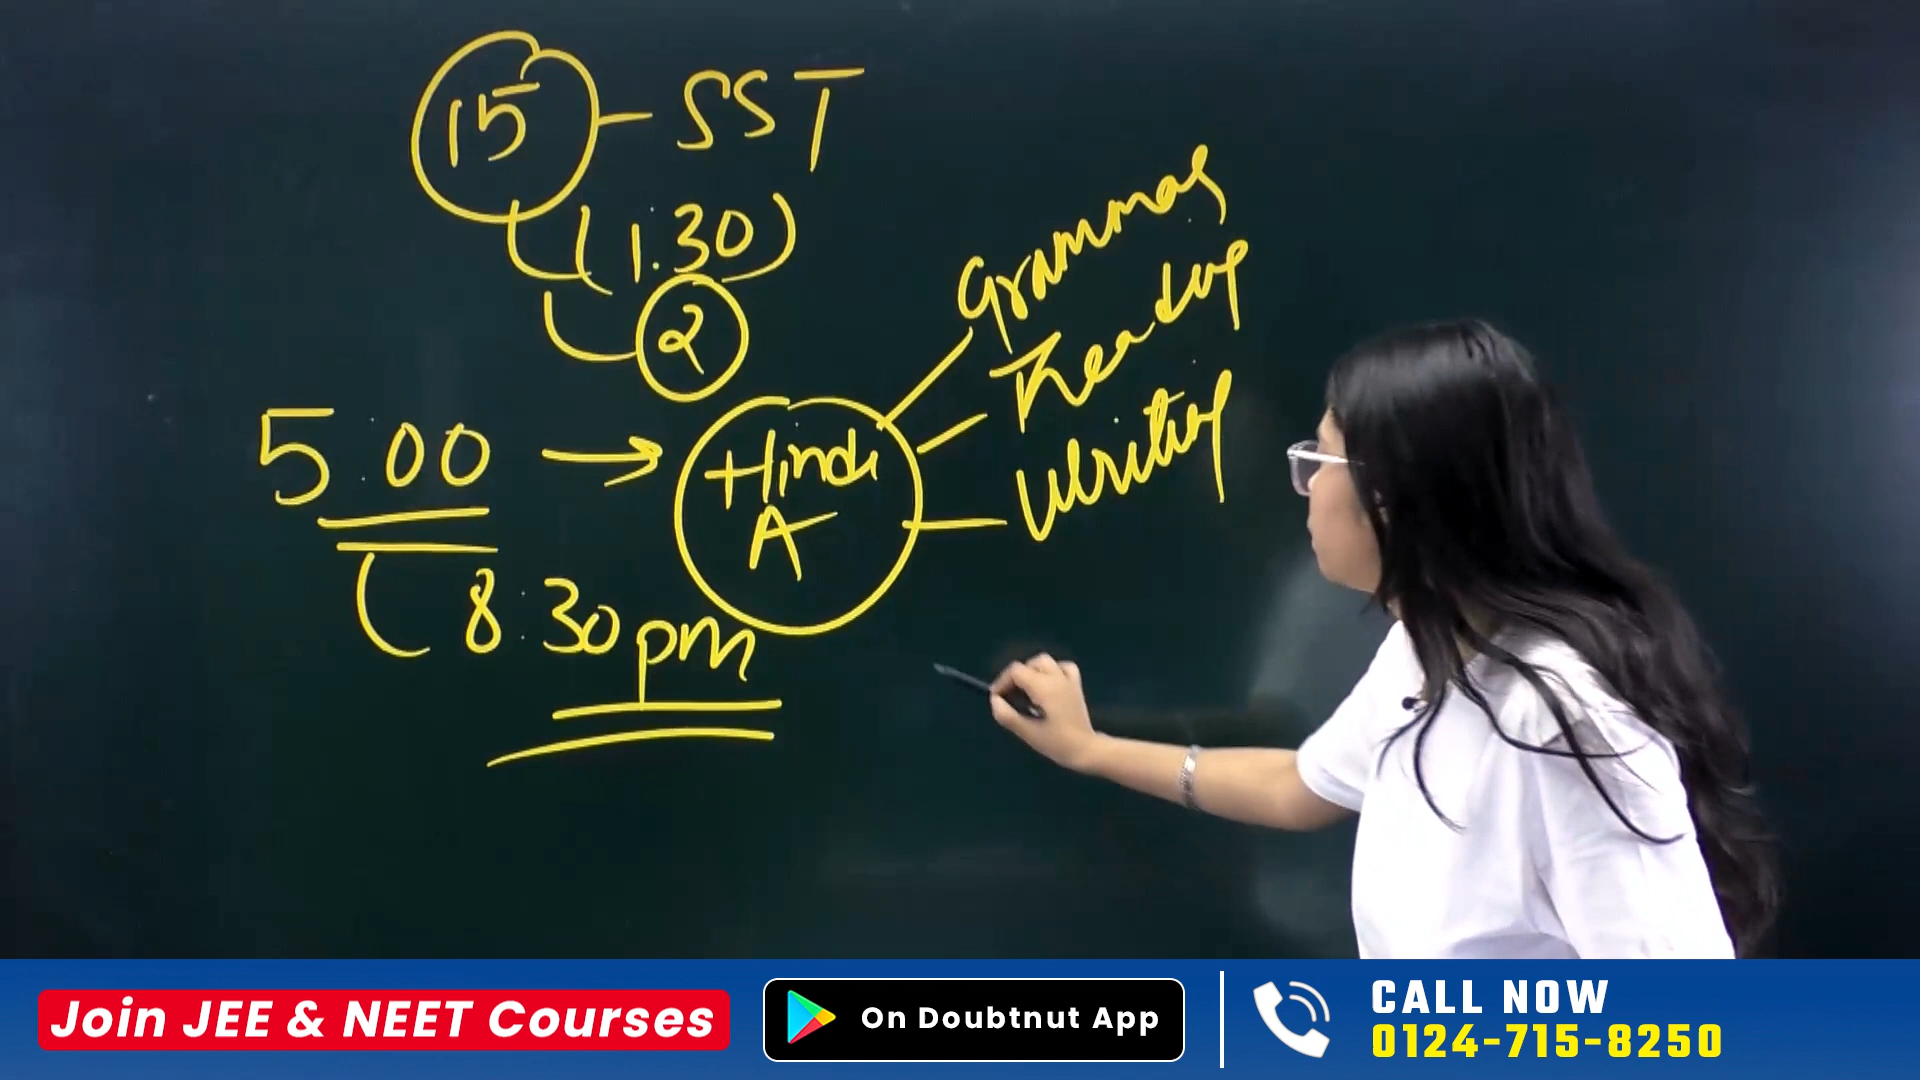 15 - SST
(1:30)
2
5:00 → Hindi
A
Grammar
Reading
Writing
8:30 pm
Join JEE & NEET Courses
On Doubtnut App
CALL NOW
0124-715-8250